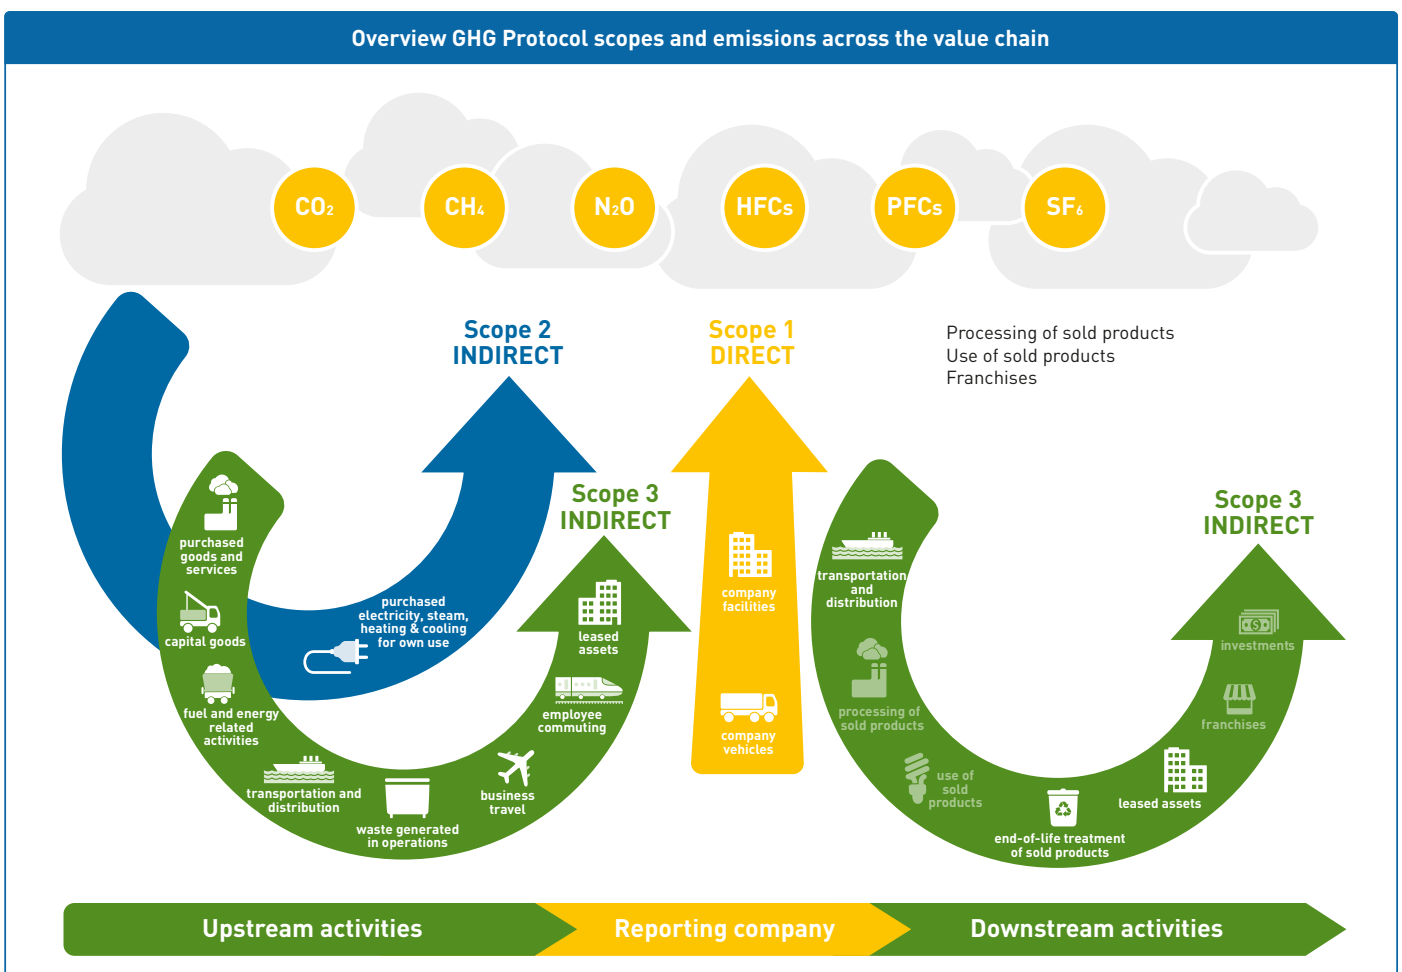 Overview GHG Protocol scopes and emissions across the value chain
CO₂
CH₄
N₂O
HFCs
PFCs
SF₆
Scope 2
INDIRECT
Scope 1
DIRECT
Processing of sold products
Use of sold products
Franchises
Scope 3
INDIRECT
Scope 3
INDIRECT
purchased
goods and
services
capital goods
fuel and energy
related
activities
transportation and
distribution
waste generated
in operations
business
travel
employee
commuting
leased
assets
purchased
electricity, steam,
heating & cooling
for own use
company
facilities
company
vehicles
transportation
and
distribution
processing of
sold products
use of
sold
products
end-of-life treatment
of sold products
leased assets
franchises
$
investments
Upstream activities
Reporting company
Downstream activities